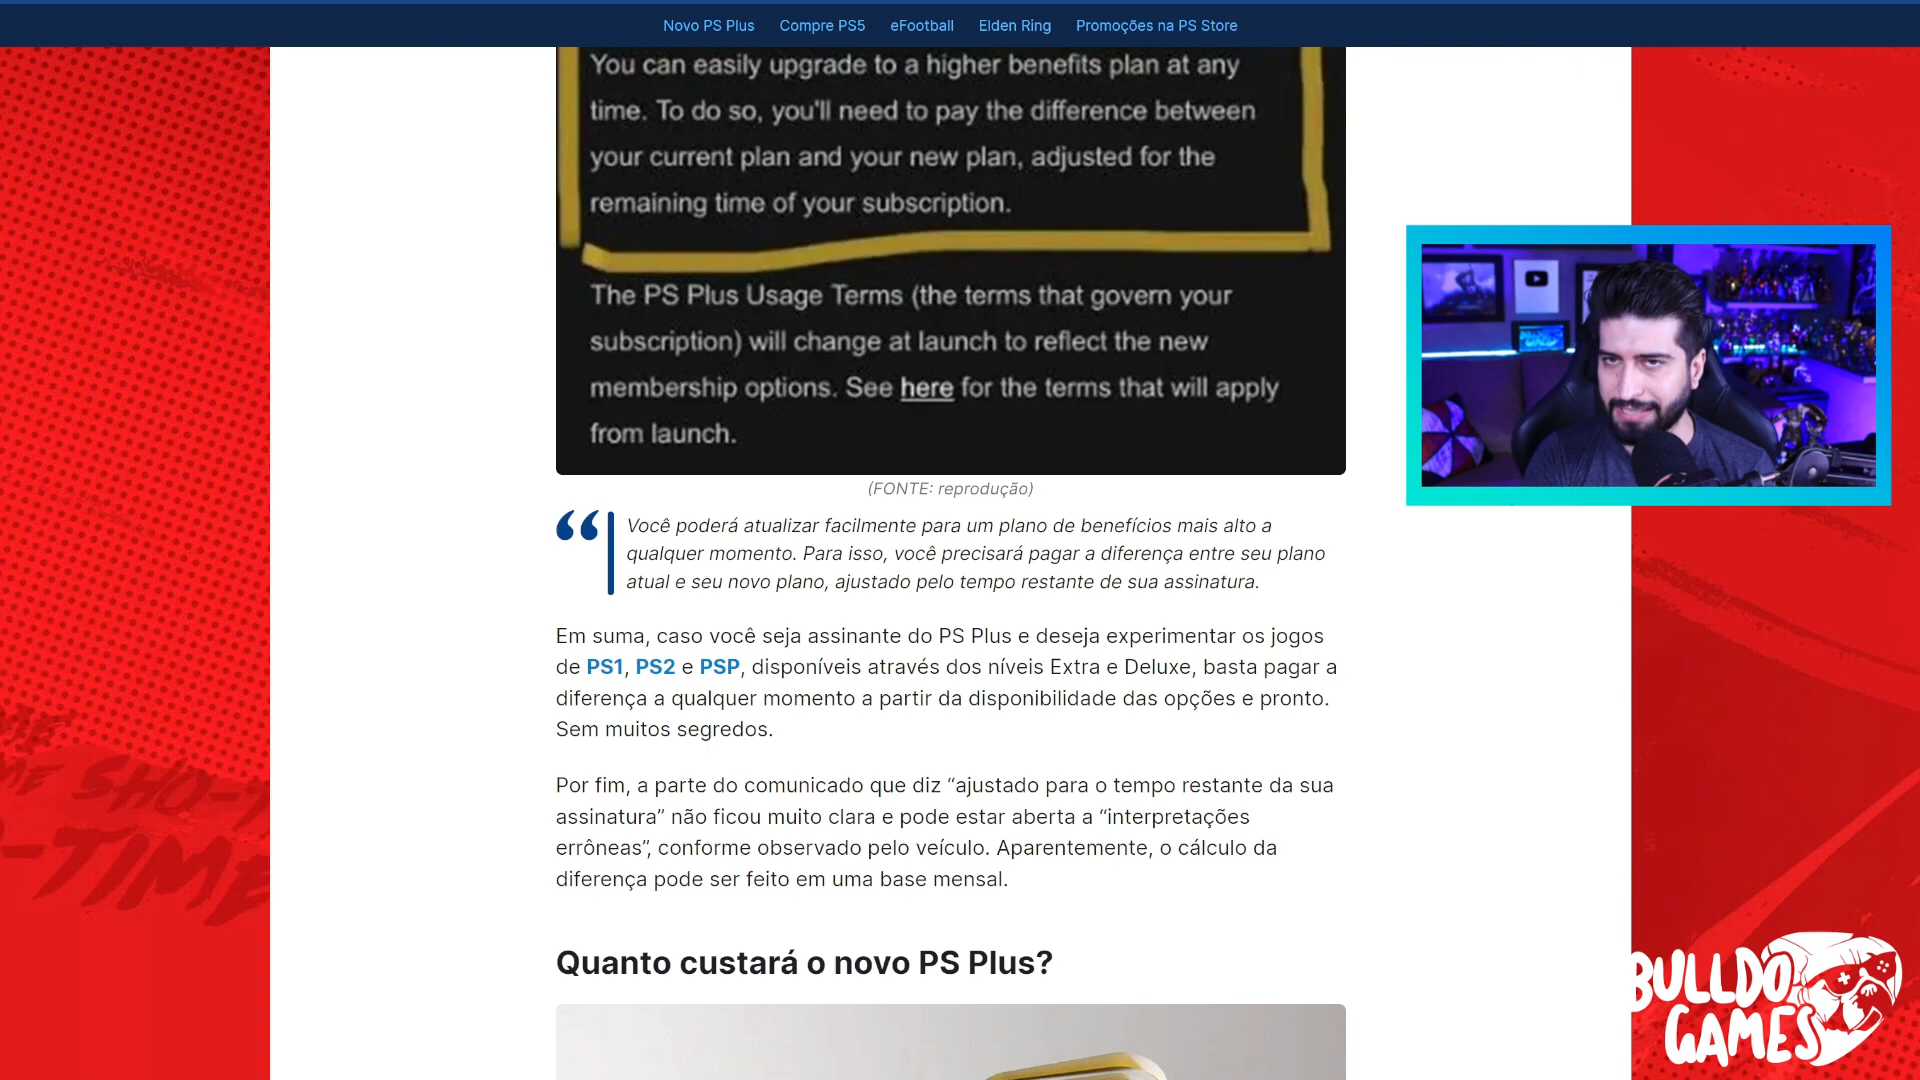 Novo PS Plus Compre PS5 eFootball Elden Ring Promoções na PS Store
You can easily upgrade to a higher benefits plan at any
time. To do so, you'll need to pay the difference between
your current plan and your new plan, adjusted for the
remaining time of your subscription.
The PS Plus Usage Terms (the terms that govern your
subscription) will change at launch to reflect the new
membership options. See here for the terms that will apply
from launch.
(FONTE: reprodução)
“ Você poderá atualizar facilmente para um plano de benefícios mais alto a
qualquer momento. Para isso, você precisará pagar a diferença entre seu plano
atual e seu novo plano, ajustado pelo tempo restante de sua assinatura.
Em suma, caso você seja assinante do PS Plus e deseja experimentar os jogos
de PS1, PS2 e PSP, disponíveis através dos níveis Extra e Deluxe, basta pagar a
diferença a qualquer momento a partir da disponibilidade das opções e pronto.
Sem muitos segredos.
Por fim, a parte do comunicado que diz “ajustado para o tempo restante da sua
assinatura” não ficou muito clara e pode estar aberta a “interpretações
errôneas”, conforme observado pelo veículo. Aparentemente, o cálculo da
diferença pode ser feito em uma base mensal.
Quanto custará o novo PS Plus?
BULLDOG
GAMES
-TIME